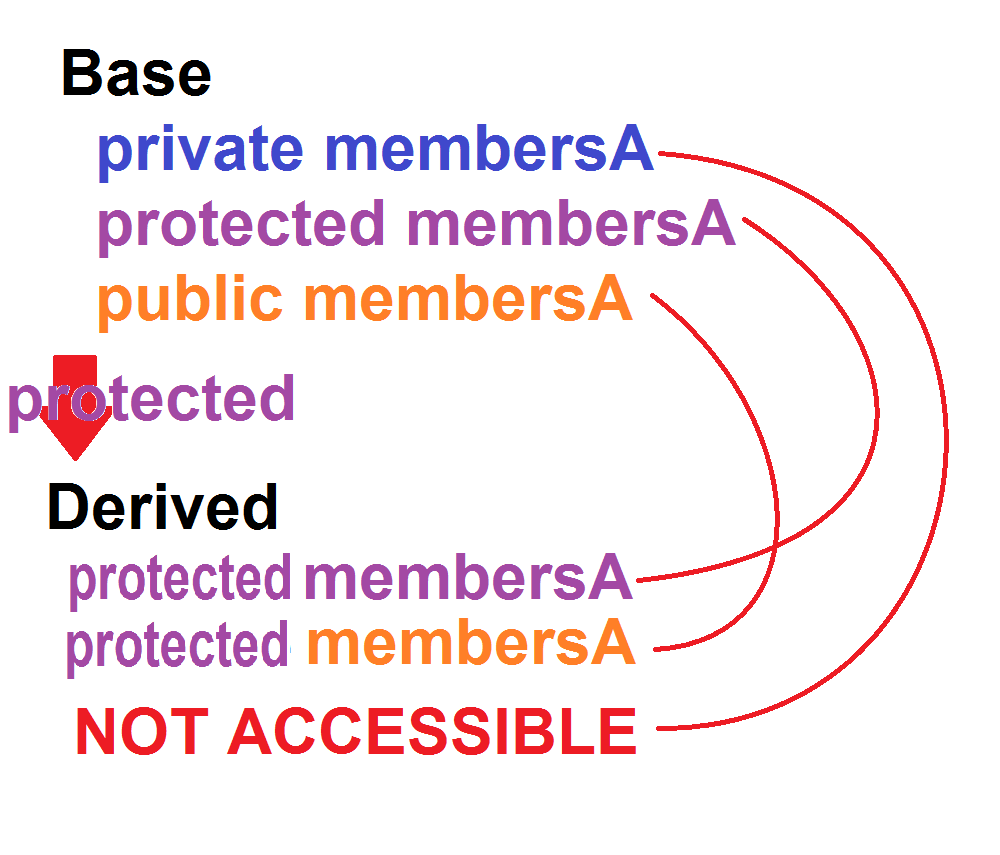 Base
private membersA
protected membersA
public membersA
protected
Derived
protected membersA
protected membersA
NOT ACCESSIBLE